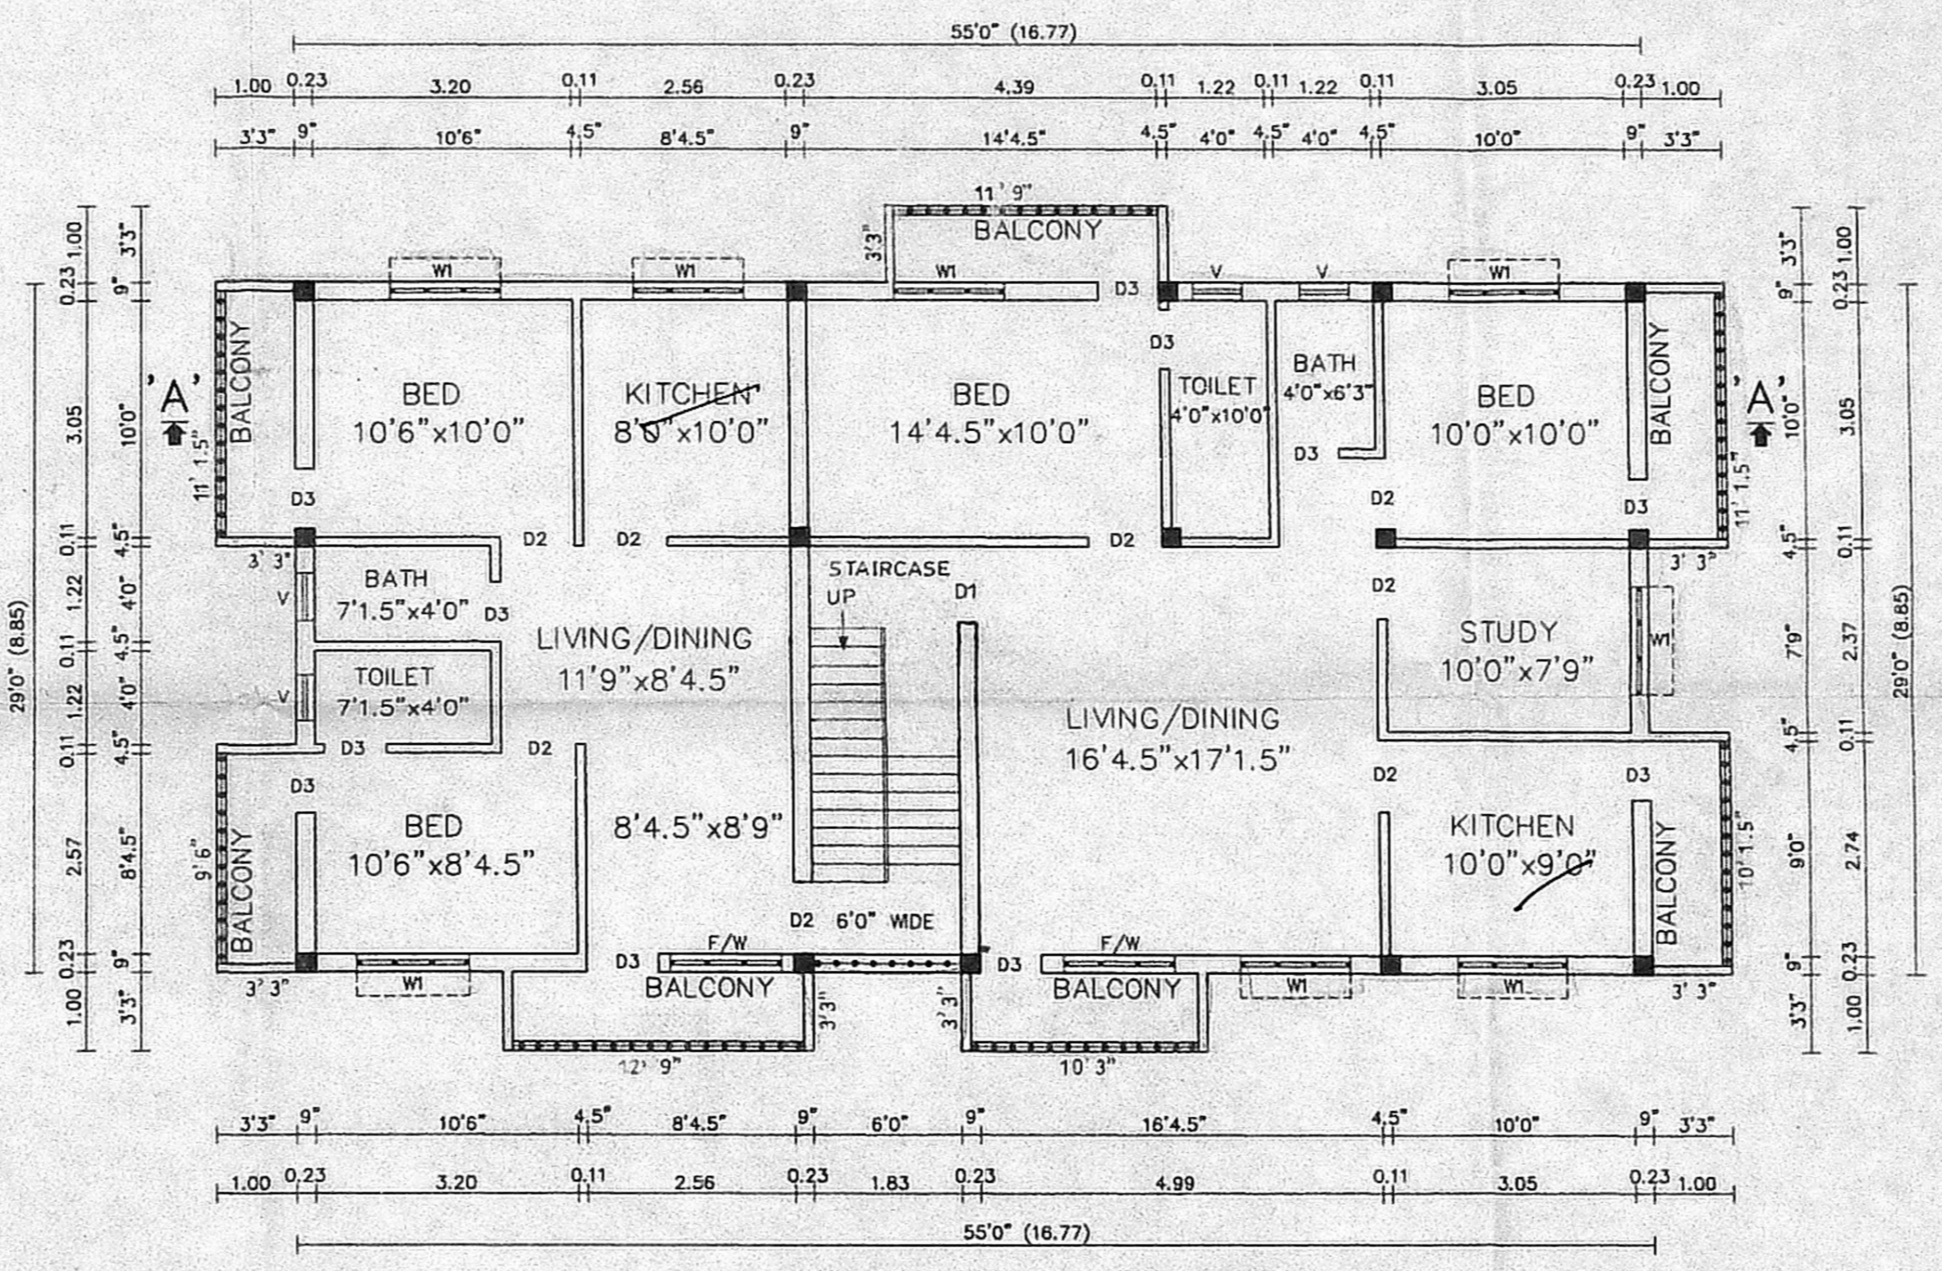 55'0" (16.77)
1.00 0.23 3.20 0.11 2.56 0.23 4.39 0.11 1.22 0.11 1.22 0.11 3.05 0.23 1.00
3'3" 9" 10'6" 4.5" 8'4.5" 9" 14'4.5" 4.5" 4'0" 4.5" 4'0" 4.5" 10'0" 9" 3'3"
11' 9"
BALCONY
3'3"
W1 W1 W1 D3 V V W1
29'0" (8.85)
1.00 0.23 3.05 0.11 1.22 0.11 1.22 0.11 2.57 0.23 1.00
3'3" 9" 10'0" 4.5" 4'0" 4.5" 4'0" 4.5" 8'4.5" 9" 3'3"
'A'
BALCONY
11' 1.5"
3' 3"
D3
BED
10'6"x10'0"
D2
KITCHEN
8'0"x10'0"
D2
BED
14'4.5"x10'0"
D2
D3
TOILET
4'0"x10'0"
BATH
4'0"x6'3"
D3
BED
10'0"x10'0"
D2
D3
BALCONY
11' 1.5"
3' 3"
'A'
V
BATH
7'1.5"x4'0"
D3
V
TOILET
7'1.5"x4'0"
D3
D2
LIVING/DINING
11'9"x8'4.5"
8'4.5"x8'9"
STAIRCASE
UP
D1
LIVING/DINING
16'4.5"x17'1.5"
D2
STUDY
10'0"x7'9"
W1
D3
BED
10'6"x8'4.5"
BALCONY
9'6"
3' 3"
W1
D2 6'0" WIDE
D3 F/W
BALCONY
3'3"
12' 9"
D3 F/W
BALCONY
3'3"
10' 3"
W1
D2
KITCHEN
10'0"x9'0"
D3
W1
BALCONY
10' 1.5"
3' 3"
3'3" 9" 10'0" 4.5" 7'9" 4.5" 9'0" 9" 3'3"
1.00 0.23 3.05 0.11 2.37 0.11 2.74 0.23 1.00
29'0" (8.85)
3'3" 9" 10'6" 4.5" 8'4.5" 9" 6'0" 9" 16'4.5" 4.5" 10'0" 9" 3'3"
1.00 0.23 3.20 0.11 2.56 0.23 1.83 0.23 4.99 0.11 3.05 0.23 1.00
55'0" (16.77)